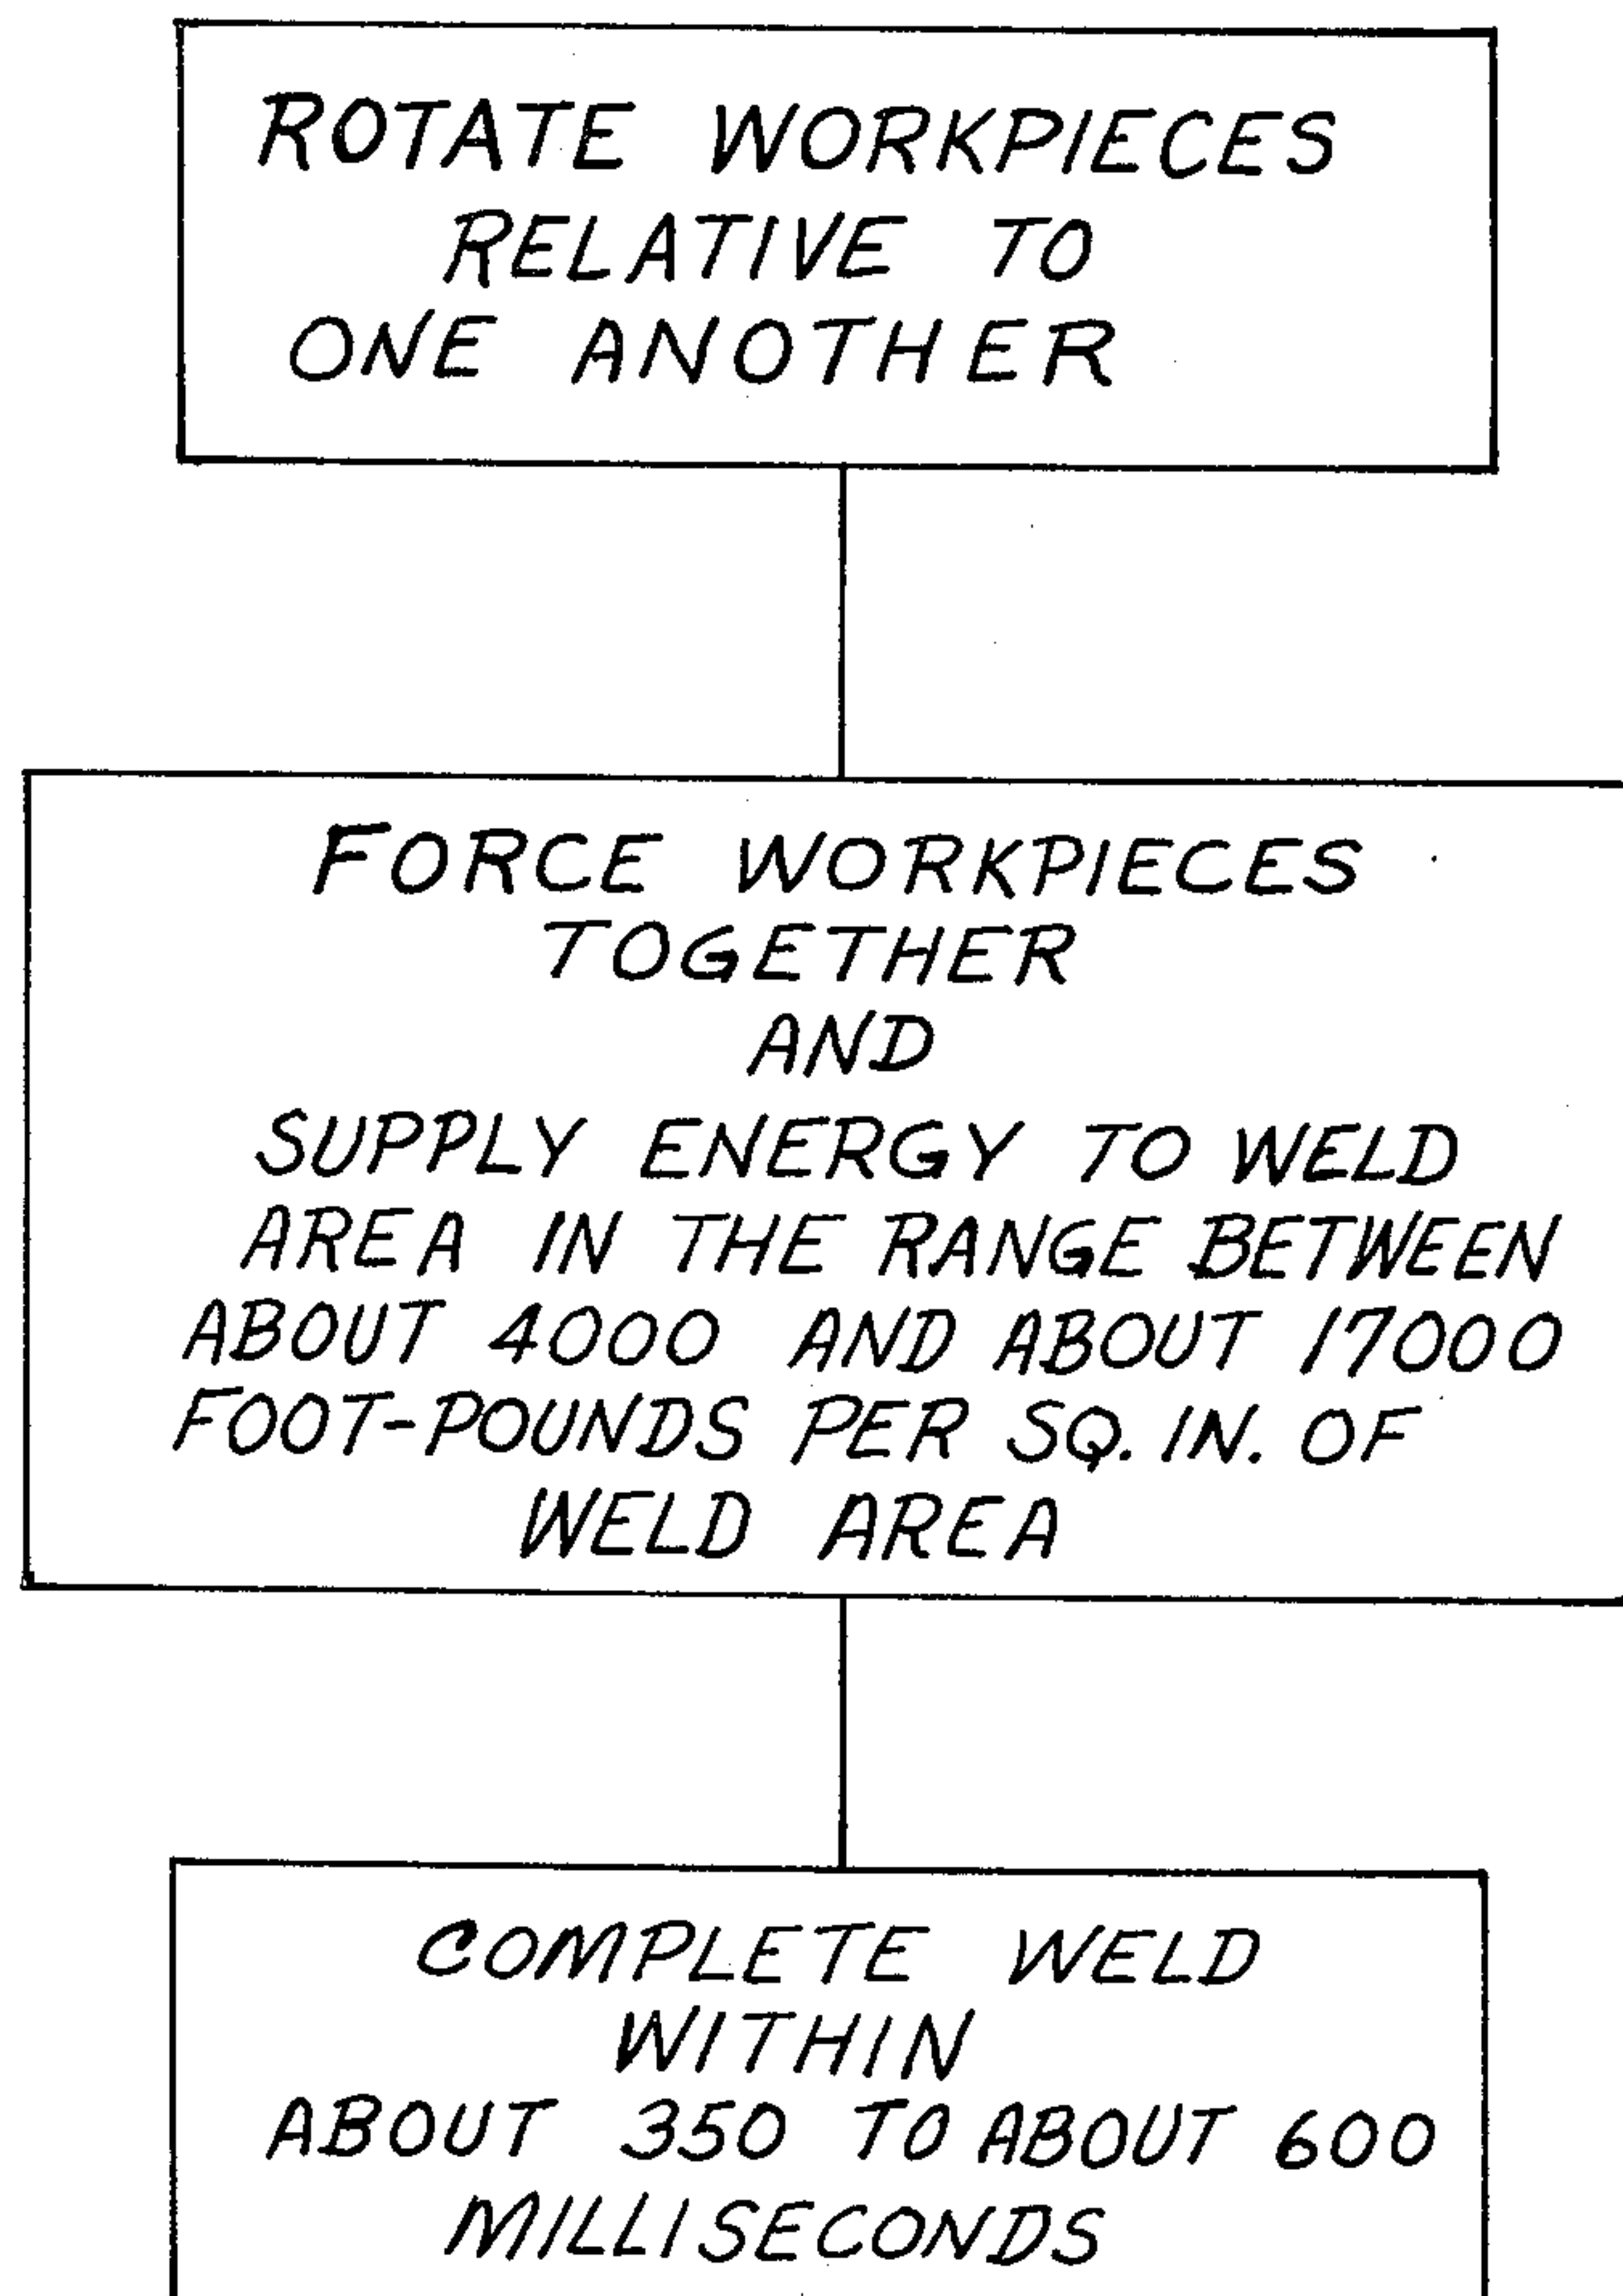 ROTATE WORKPIECES
RELATIVE TO
ONE ANOTHER
FORCE WORKPIECES
TOGETHER
AND
SUPPLY ENERGY TO WELD
AREA IN THE RANGE BETWEEN
ABOUT 4000 AND ABOUT 17000
FOOT-POUNDS PER SQ. IN. OF
WELD AREA
COMPLETE WELD
WITHIN
ABOUT 350 TO ABOUT 600
MILLISECONDS